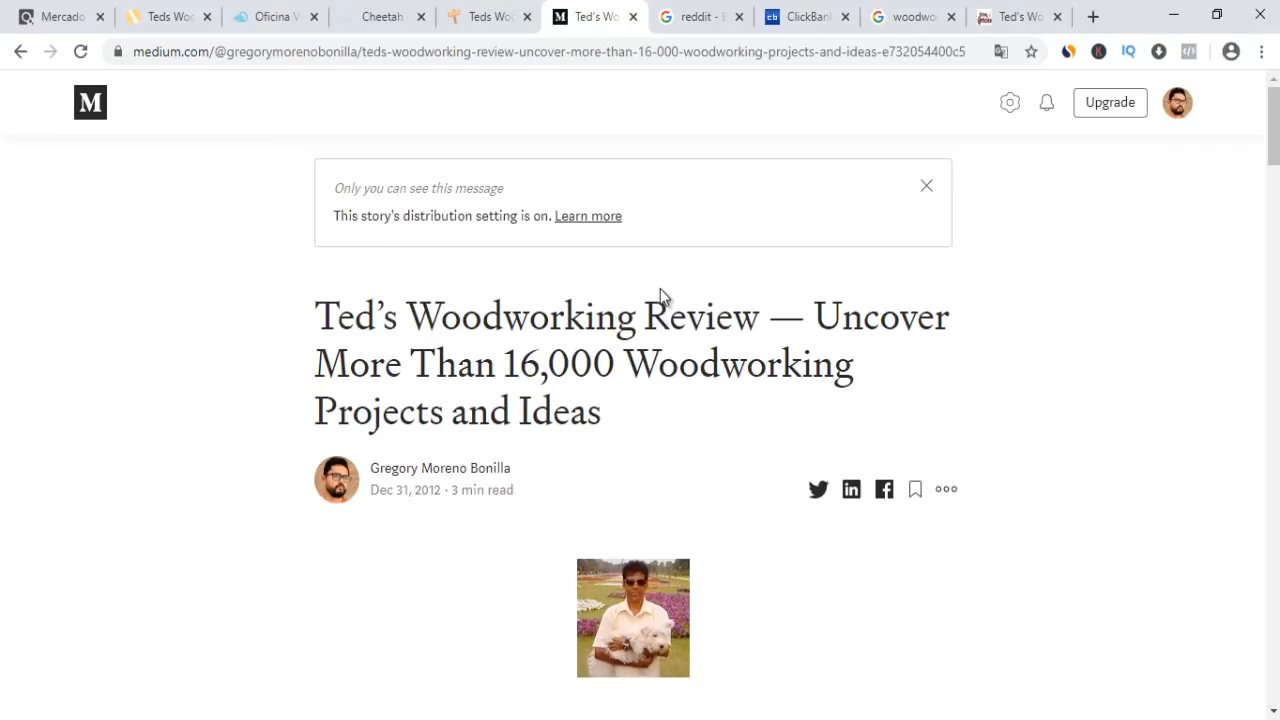 Mercado
Teds Woo
Oficina W
Cheetah
Teds Wo
Ted's Wo
reddit - B
ClickBank
woodwor
Ted's Wo
medium.com/@gregorymorenobonilla/teds-woodworking-review-uncover-more-than-16-000-woodworking-projects-and-ideas-e732054400c5
M
Upgrade
Only you can see this message
This story's distribution setting is on. Learn more
Ted's Woodworking Review — Uncover
More Than 16,000 Woodworking
Projects and Ideas
Gregory Moreno Bonilla
Dec 31, 2012 · 3 min read